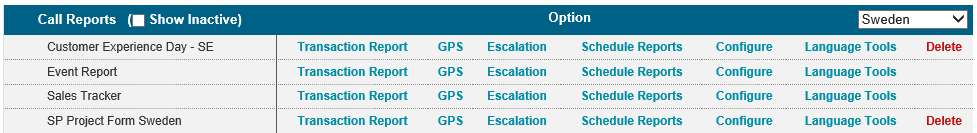 Call Reports ( Show Inactive) Option Sweden
Customer Experience Day - SE Transaction Report GPS Escalation Schedule Reports Configure Language Tools Delete
Event Report Transaction Report GPS Escalation Schedule Reports Configure Language Tools
Sales Tracker Transaction Report GPS Escalation Schedule Reports Configure Language Tools
SP Project Form Sweden Transaction Report GPS Escalation Schedule Reports Configure Language Tools Delete